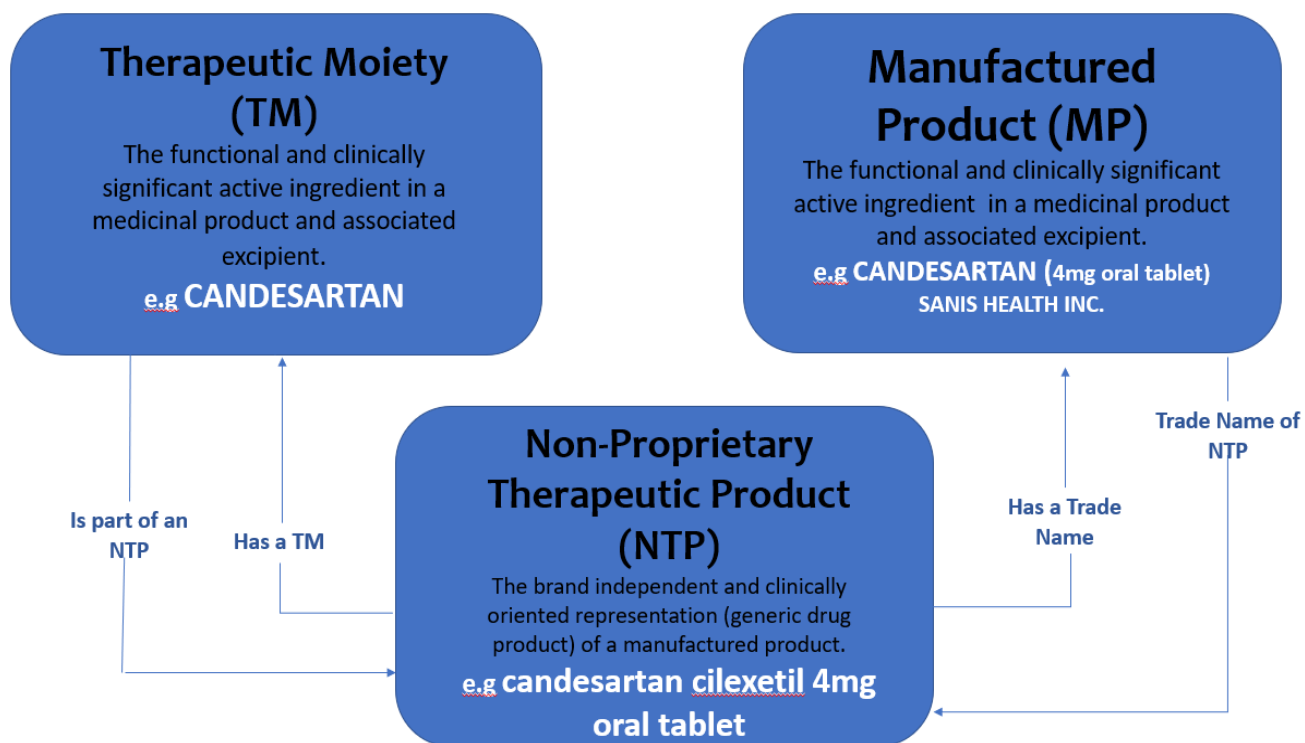 Therapeutic Moiety
(TM)
The functional and clinically
significant active ingredient in a
medicinal product and associated
excipient.
e.g CANDESARTAN
Manufactured
Product (MP)
The functional and clinically significant
active ingredient in a medicinal product
and associated excipient.
e.g CANDESARTAN (4mg oral tablet)
SANIS HEALTH INC.
Is part of an
NTP
Has a TM
Non-Proprietary
Therapeutic Product
(NTP)
The brand independent and clinically
oriented representation (generic drug
product) of a manufactured product.
e.g candesartan cilexetil 4mg
oral tablet
Has a Trade
Name
Trade Name of
NTP